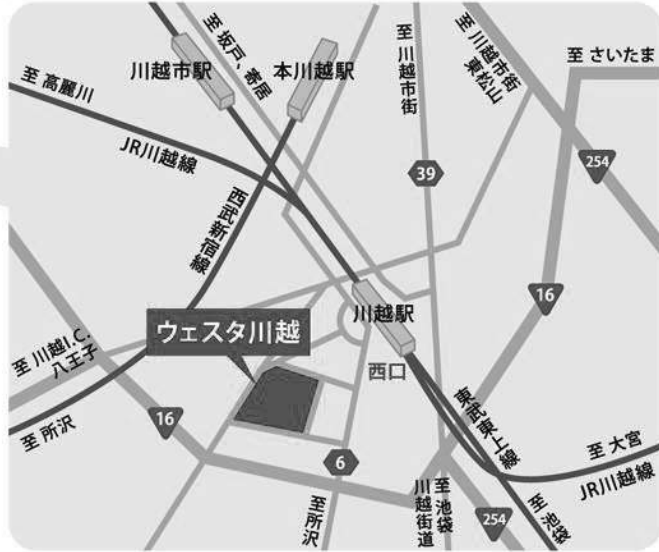 至 坂戸、寄居
至 川越市街
至 川越市街
東松山
至 さいたま
川越市駅
本川越駅
至 高麗川
JR川越線
254
39
西武新宿線
16
川越駅
ウェスタ川越
西口
至 川越I.C.
八王子
東武東上線
16
至 所沢
至 大宮
6
JR川越線
至 所沢
至 池袋
川越街道
254
至 池袋